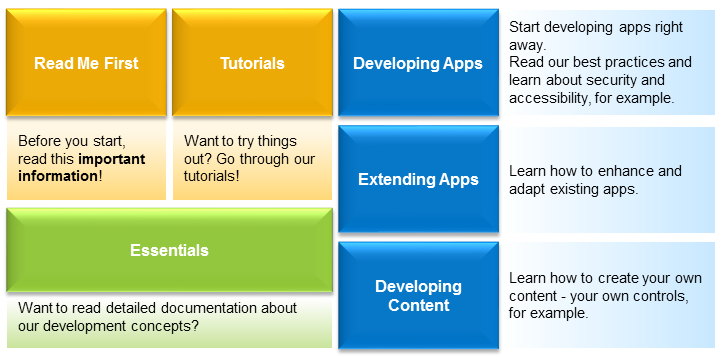 Read Me First
Before you start,
read this important
information!
Tutorials
Want to try things
out? Go through our
tutorials!
Essentials
Want to read detailed documentation about
our development concepts?
Developing Apps
Start developing apps right
away.
Read our best practices and
learn about security and
accessibility, for example.
Extending Apps
Learn how to enhance and
adapt existing apps.
Developing
Content
Learn how to create your own
content - your own controls,
for example.